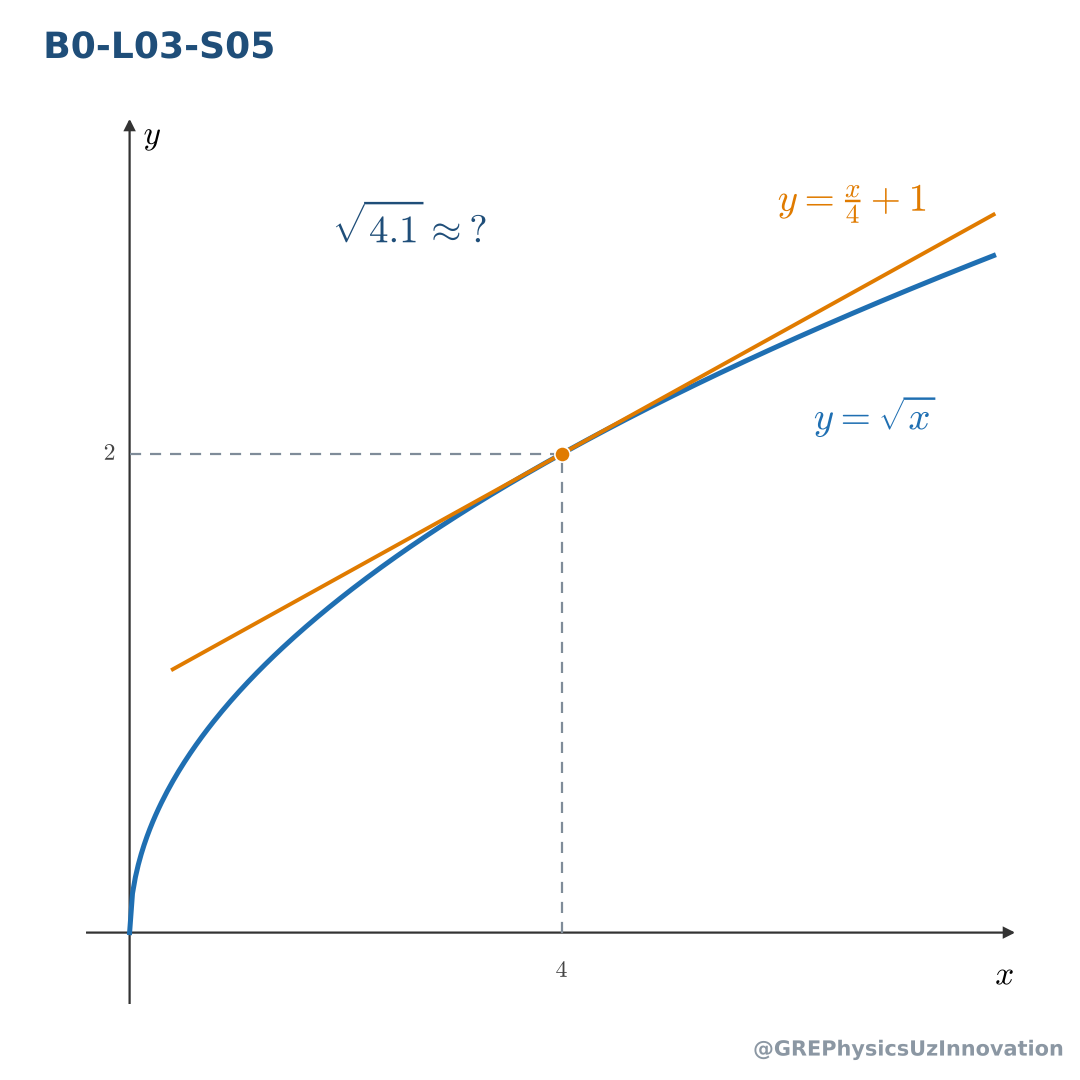 B0-L03-S05
y
√4.1 ≈ ?
y = x/4 + 1
y = √x
2
4
x
@GREPhysicsUzInnovation